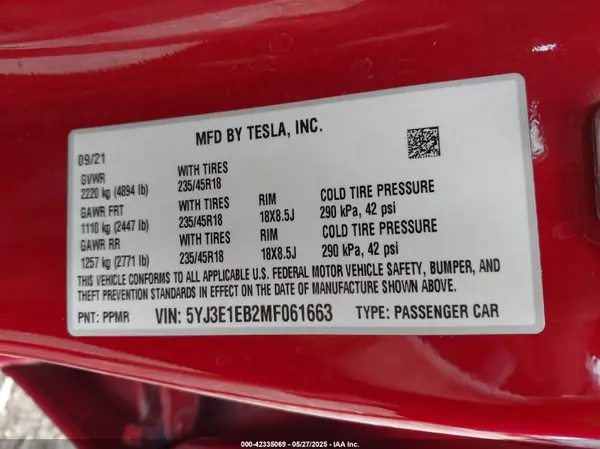 MFD BY TESLA, INC.
09/21
GVWR WITH TIRES
2220 kg (4894 lb) 235/45R18
GAWR FRT WITH TIRES RIM COLD TIRE PRESSURE
1110 kg (2447 lb) 235/45R18 18X8.5J 290 kPa, 42 psi
GAWR RR WITH TIRES RIM COLD TIRE PRESSURE
1257 kg (2771 lb) 235/45R18 18X8.5J 290 kPa, 42 psi
THIS VEHICLE CONFORMS TO ALL APPLICABLE U.S. FEDERAL MOTOR VEHICLE SAFETY, BUMPER, AND
THEFT PREVENTION STANDARDS IN EFFECT ON THE DATE OF MANUFACTURE SHOWN ABOVE.
PNT: PPMR VIN: 5YJ3E1EB2MF061663 TYPE: PASSENGER CAR
000-42335069 - 05/27/2025 - IAA Inc.